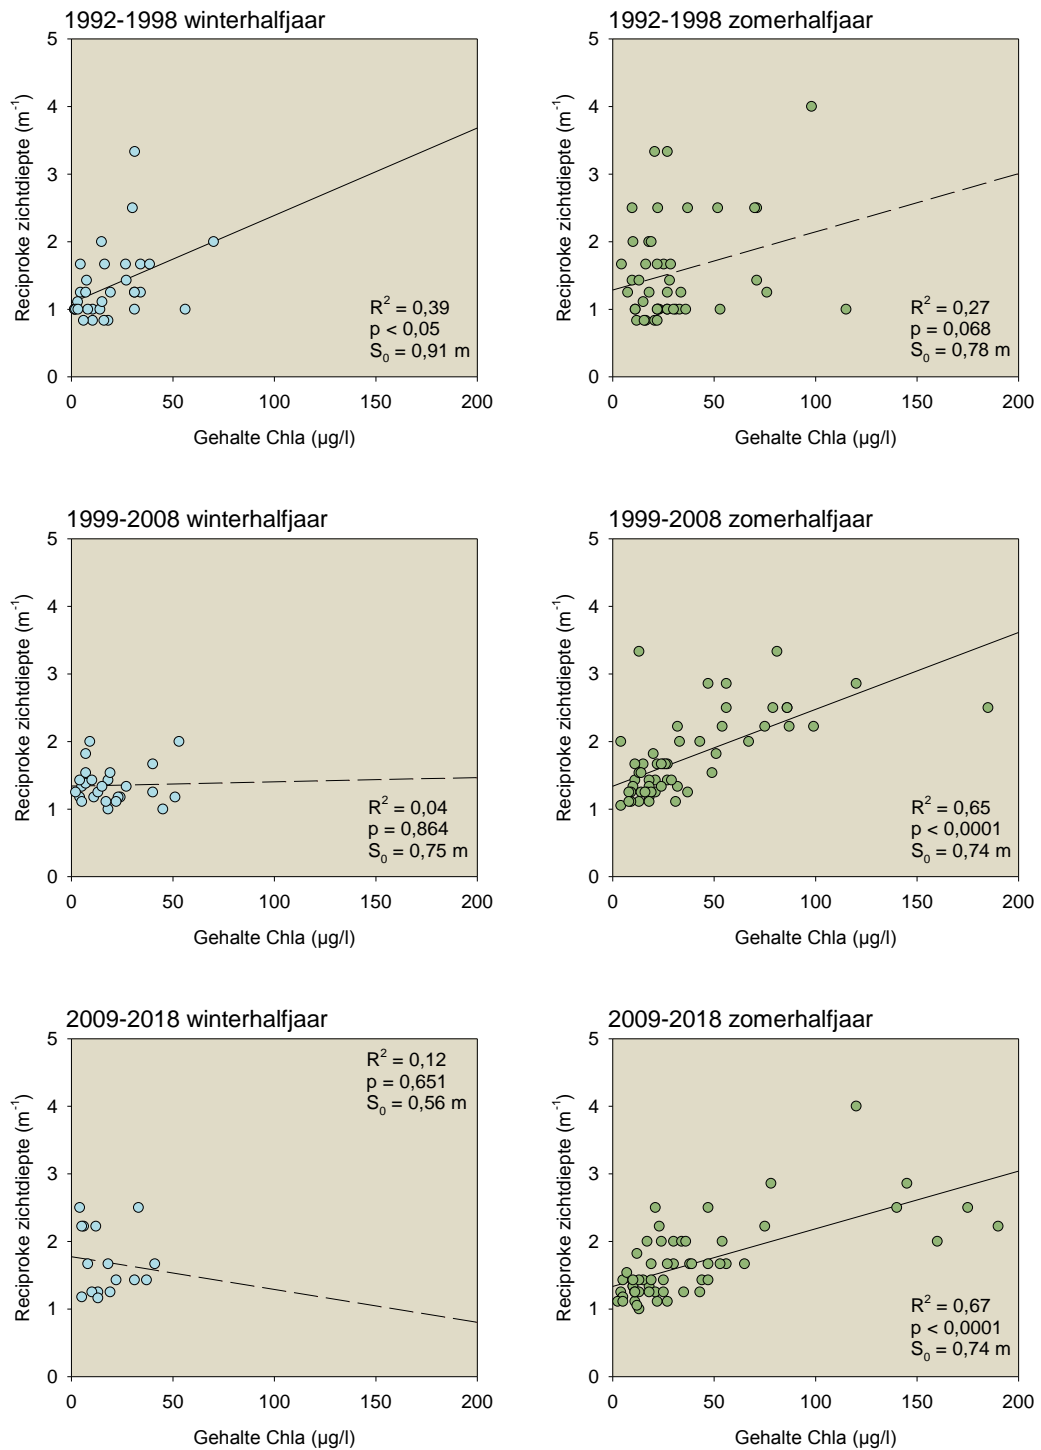 1992-1998 winterhalfjaar
5
4
3
2
1
0
Reciproke zichtdiepte (m⁻¹)
R² = 0,39
p < 0,05
S₀ = 0,91 m
0 50 100 150 200
Gehalte Chla (µg/l)
1992-1998 zomerhalfjaar
5
4
3
2
1
0
Reciproke zichtdiepte (m⁻¹)
R² = 0,27
p = 0,068
S₀ = 0,78 m
0 50 100 150 200
Gehalte Chla (µg/l)
1999-2008 winterhalfjaar
5
4
3
2
1
0
Reciproke zichtdiepte (m⁻¹)
R² = 0,04
p = 0,864
S₀ = 0,75 m
0 50 100 150 200
Gehalte Chla (µg/l)
1999-2008 zomerhalfjaar
5
4
3
2
1
0
Reciproke zichtdiepte (m⁻¹)
R² = 0,65
p < 0,0001
S₀ = 0,74 m
0 50 100 150 200
Gehalte Chla (µg/l)
2009-2018 winterhalfjaar
5
4
3
2
1
0
Reciproke zichtdiepte (m⁻¹)
R² = 0,12
p = 0,651
S₀ = 0,56 m
0 50 100 150 200
Gehalte Chla (µg/l)
2009-2018 zomerhalfjaar
5
4
3
2
1
0
Reciproke zichtdiepte (m⁻¹)
R² = 0,67
p < 0,0001
S₀ = 0,74 m
0 50 100 150 200
Gehalte Chla (µg/l)